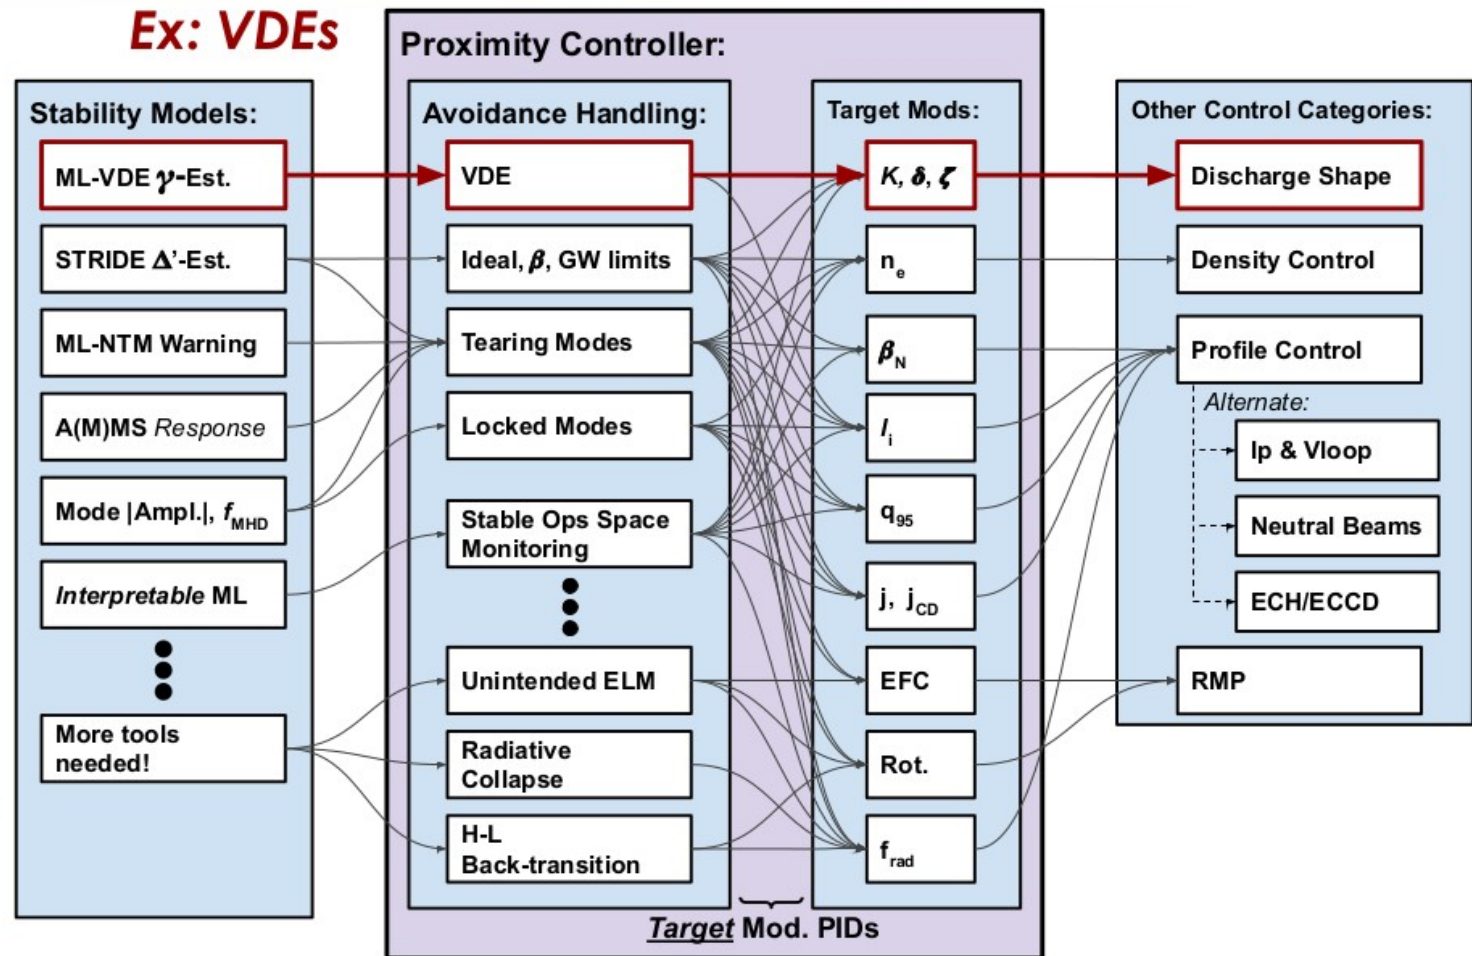 Ex: VDEs
Proximity Controller:
Stability Models:
ML-VDE γ-Est.
STRIDE Δ'-Est.
ML-NTM Warning
A(M)MS Response
Mode |Ampl.|, fMHD
Interpretable ML
More tools
needed!
Avoidance Handling:
VDE
Ideal, β, GW limits
Tearing Modes
Locked Modes
Stable Ops Space
Monitoring
Unintended ELM
Radiative
Collapse
H-L
Back-transition
Target Mods:
K, δ, ζ
ne
βN
li
q95
j, jCD
EFC
Rot.
frad
Target Mod. PIDs
Other Control Categories:
Discharge Shape
Density Control
Profile Control
Alternate:
Ip & Vloop
Neutral Beams
ECH/ECCD
RMP